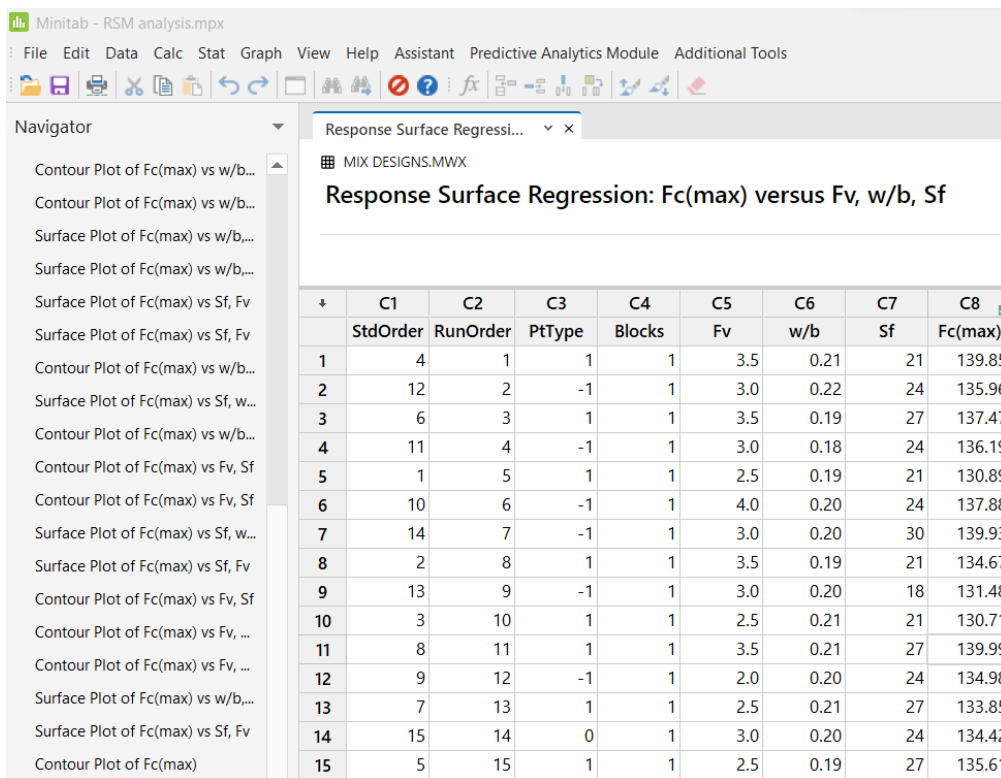 Minitab - RSM analysis.mpx
File Edit Data Calc Stat Graph View Help Assistant Predictive Analytics Module Additional Tools
Navigator
Response Surface Regressi...
MIX DESIGNS.MWX
Response Surface Regression: Fc(max) versus Fv, w/b, Sf
Contour Plot of Fc(max) vs w/b...
Contour Plot of Fc(max) vs w/b...
Surface Plot of Fc(max) vs w/b,...
Surface Plot of Fc(max) vs w/b,...
Surface Plot of Fc(max) vs Sf, Fv
Surface Plot of Fc(max) vs Sf, Fv
Contour Plot of Fc(max) vs w/b...
Surface Plot of Fc(max) vs Sf, w...
Contour Plot of Fc(max) vs w/b...
Contour Plot of Fc(max) vs Fv, Sf
Contour Plot of Fc(max) vs Fv, Sf
Surface Plot of Fc(max) vs Sf, w...
Surface Plot of Fc(max) vs Sf, Fv
Contour Plot of Fc(max) vs Fv, Sf
Contour Plot of Fc(max) vs Fv, ...
Contour Plot of Fc(max) vs Fv, ...
Surface Plot of Fc(max) vs w/b,...
Surface Plot of Fc(max) vs Sf, Fv
Contour Plot of Fc(max)
C1 C2 C3 C4 C5 C6 C7 C8
StdOrder RunOrder PtType Blocks Fv w/b Sf Fc(max)
1 4 1 1 1 3.5 0.21 21 139.85
2 12 2 -1 1 3.0 0.22 24 135.96
3 6 3 1 1 3.5 0.19 27 137.47
4 11 4 -1 1 3.0 0.18 24 136.19
5 1 5 1 1 2.5 0.19 21 130.89
6 10 6 -1 1 4.0 0.20 24 137.88
7 14 7 -1 1 3.0 0.20 30 139.93
8 2 8 1 1 3.5 0.19 21 134.67
9 13 9 -1 1 3.0 0.20 18 131.48
10 3 10 1 1 2.5 0.21 21 130.71
11 8 11 1 1 3.5 0.21 27 139.99
12 9 12 -1 1 2.0 0.20 24 134.98
13 7 13 1 1 2.5 0.21 27 133.85
14 15 14 0 1 3.0 0.20 24 134.42
15 5 15 1 1 2.5 0.19 27 135.61